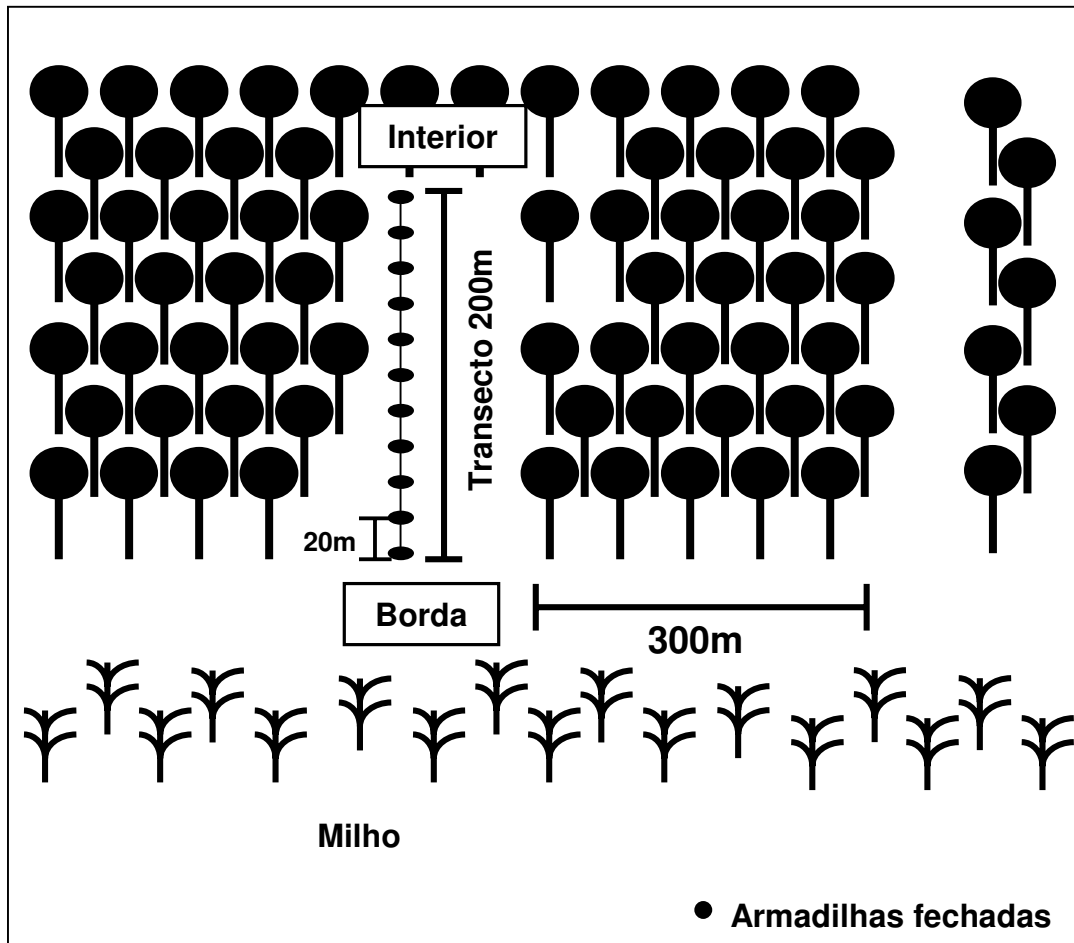 Interior
Transecto 200m
20m
Borda
300m
Milho
Armadilhas fechadas